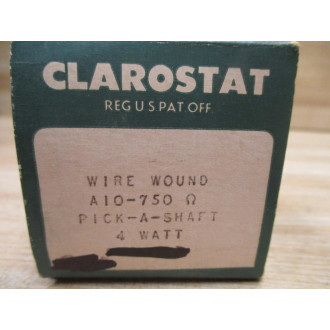 CLAROSTAT
REG U S PAT OFF.
WIRE WOUND
A10-750 Ω
PICK-A-SHAFT
4 WATT